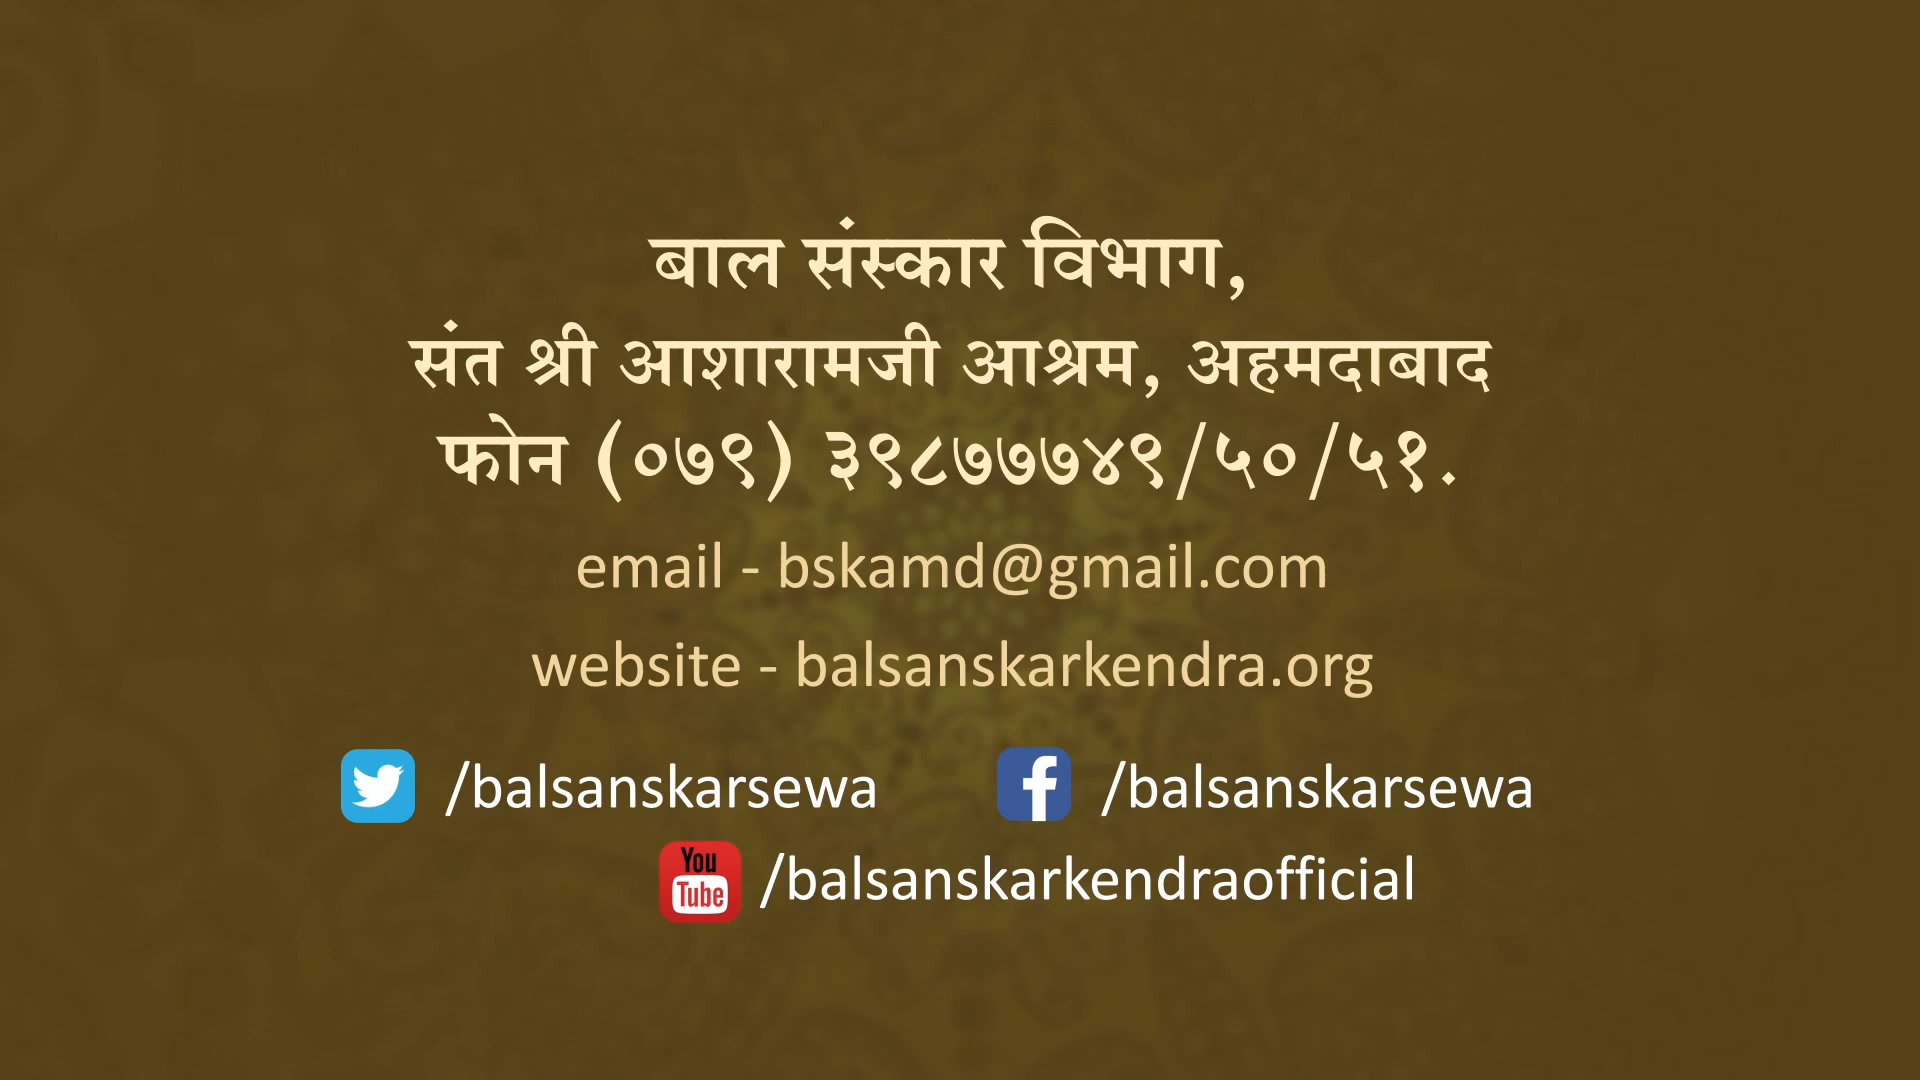 बाल संस्कार विभाग,
संत श्री आशारामजी आश्रम, अहमदाबाद
फोन (०७९) ३९८७७७४९/५०/५१.
email - bskamd@gmail.com
website - balsanskarkendra.org
/balsanskarsewa /balsanskarsewa
You Tube /balsanskarkendraofficial